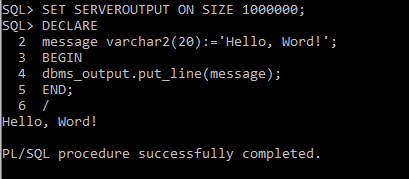 SQL> SET SERVEROUTPUT ON SIZE 1000000;
SQL> DECLARE
2 message varchar2(20):='Hello, Word!';
3 BEGIN
4 dbms_output.put_line(message);
5 END;
6 /
Hello, Word!
PL/SQL procedure successfully completed.